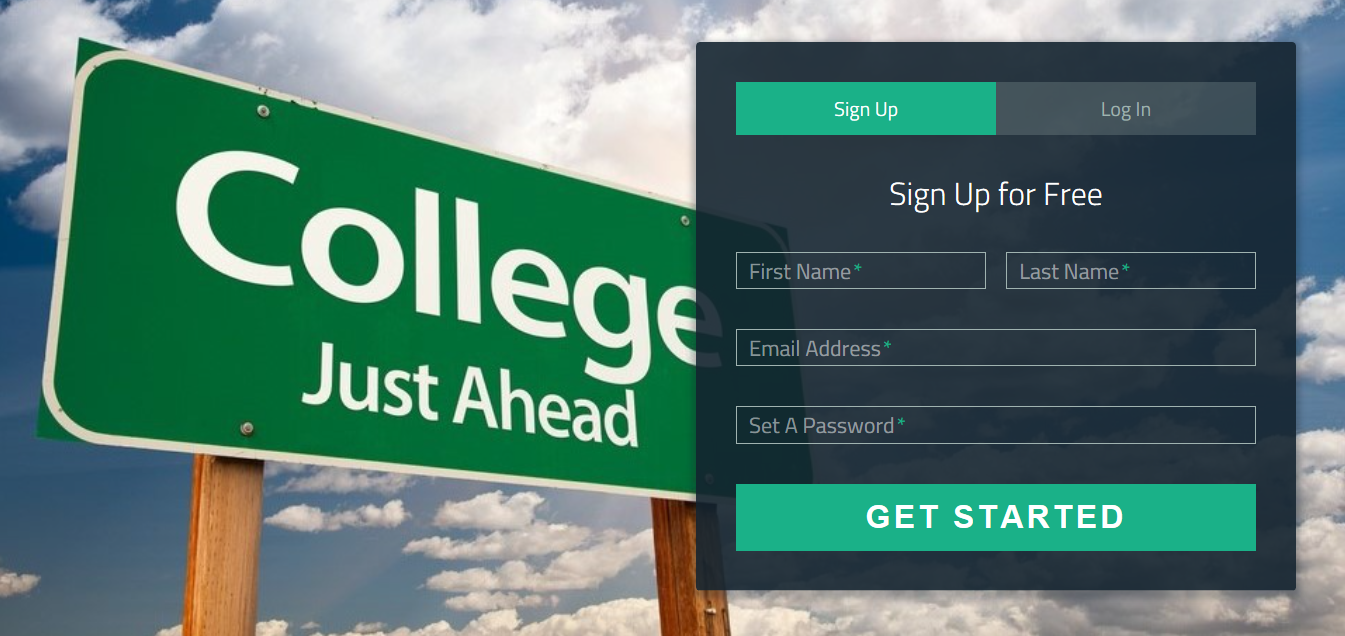 College
Just Ahead
Sign Up
Log In
Sign Up for Free
First Name*
Last Name*
Email Address*
Set A Password*
GET STARTED